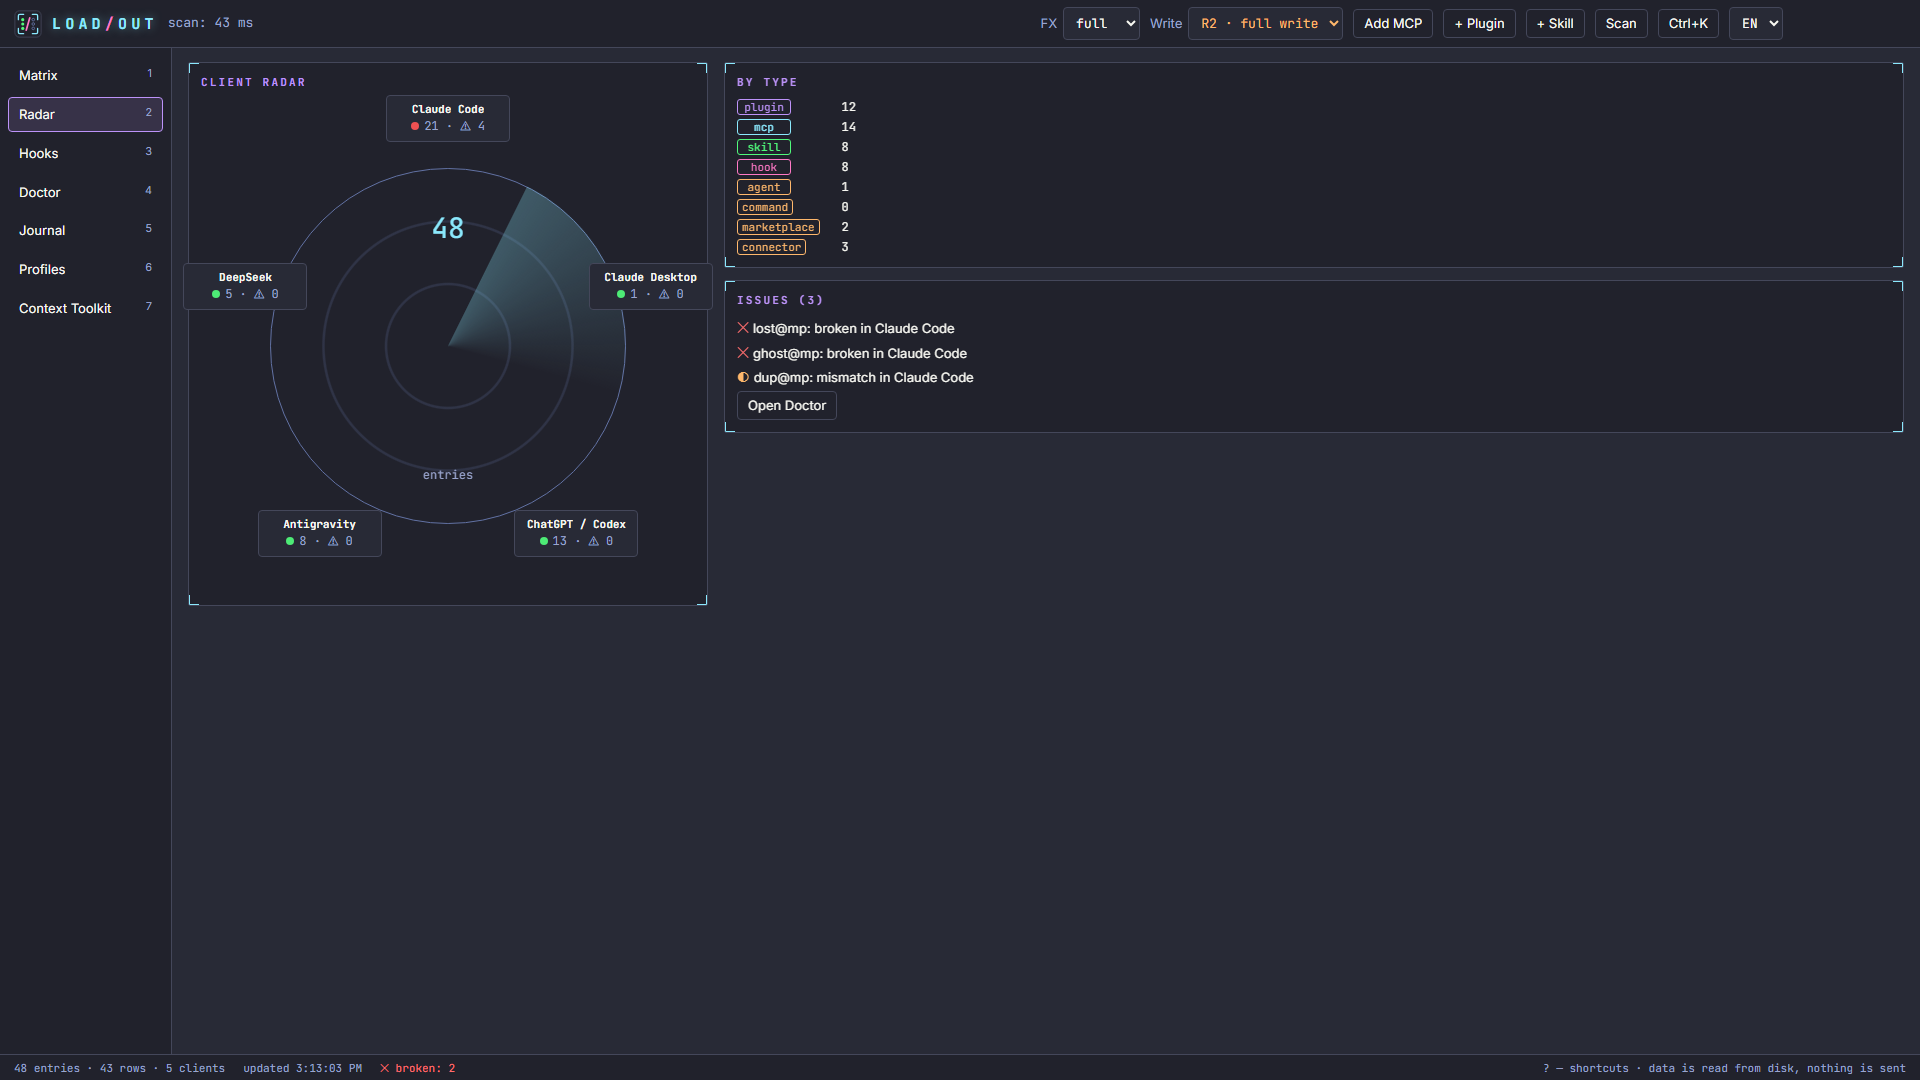 LOAD/OUT scan: 43 ms FX full Write R2 · full write Add MCP + Plugin + Skill Scan Ctrl+K EN
Matrix 1
Radar 2
Hooks 3
Doctor 4
Journal 5
Profiles 6
Context Toolkit 7
CLIENT RADAR
Claude Code
21 · ⚠ 4
48
DeepSeek
5 · ⚠ 0
Claude Desktop
1 · ⚠ 0
entries
Antigravity
8 · ⚠ 0
ChatGPT / Codex
13 · ⚠ 0
BY TYPE
plugin 12
mcp 14
skill 8
hook 8
agent 1
command 0
marketplace 2
connector 3
ISSUES (3)
lost@mp: broken in Claude Code
ghost@mp: broken in Claude Code
dup@mp: mismatch in Claude Code
Open Doctor
48 entries · 43 rows · 5 clients updated 3:13:03 PM broken: 2 ? — shortcuts · data is read from disk, nothing is sent